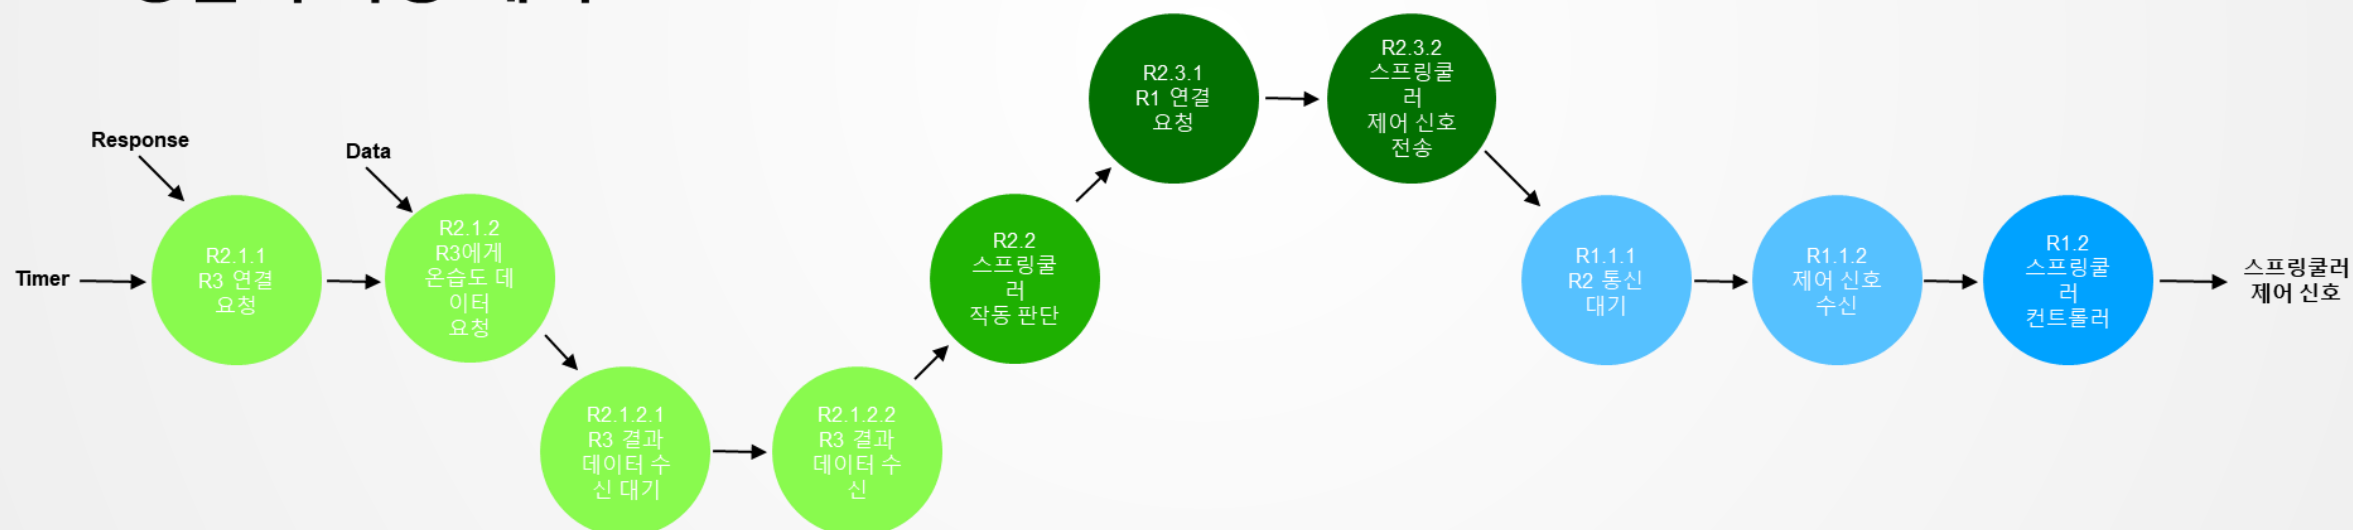 Response
Timer
R2.1.1
R3 연결
요청
Data
R2.1.2
R3에게
온습도 데
이터
요청
R2.1.2.1
R3 결과
데이터 수
신 대기
R2.1.2.2
R3 결과
데이터 수
신
R2.2
스프링쿨
러
작동 판단
R2.3.1
R1 연결
요청
R2.3.2
스프링쿨
러
제어 신호
전송
R1.1.1
R2 통신
대기
R1.1.2
제어 신호
수신
R1.2
스프링쿨
러
컨트롤러
스프링쿨러
제어 신호